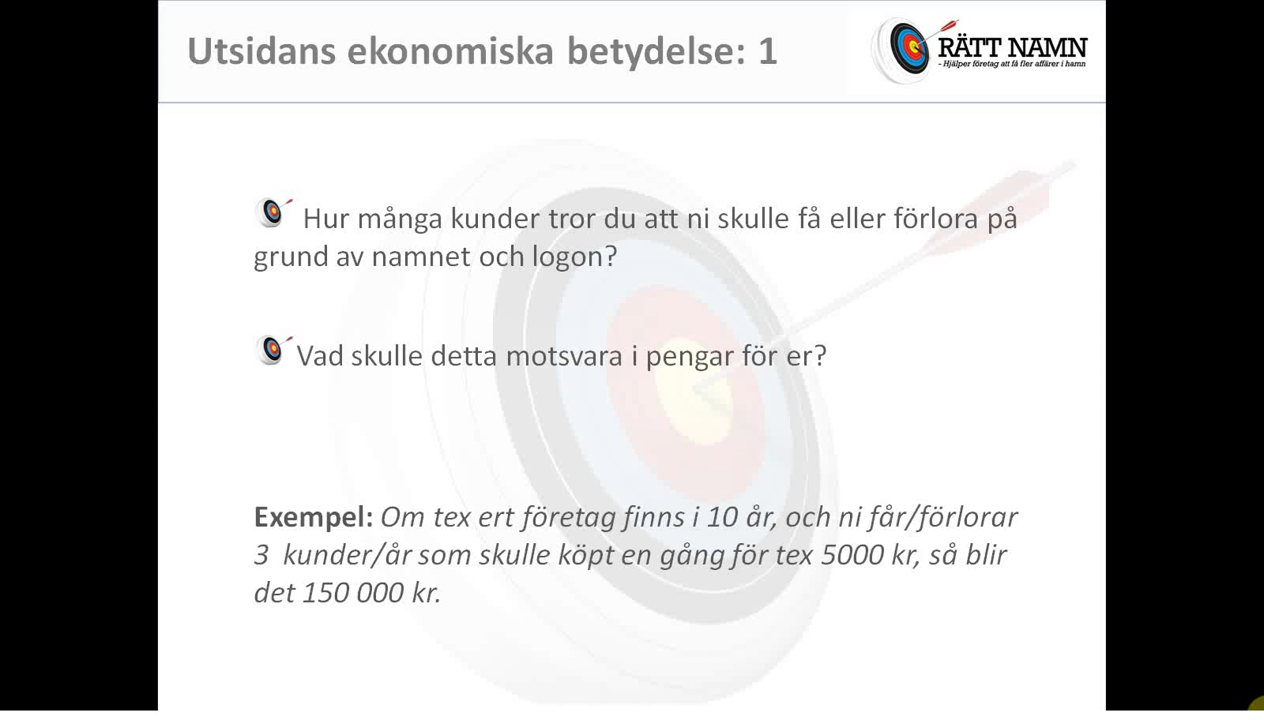 Utsidans ekonomiska betydelse: 1
RÄTT NAMN
- Hjälper företag att få fler affärer i hamn
Hur många kunder tror du att ni skulle få eller förlora på
grund av namnet och logon?
Vad skulle detta motsvara i pengar för er?
Exempel: Om tex ert företag finns i 10 år, och ni får/förlorar
3 kunder/år som skulle köpt en gång för tex 5000 kr, så blir
det 150 000 kr.